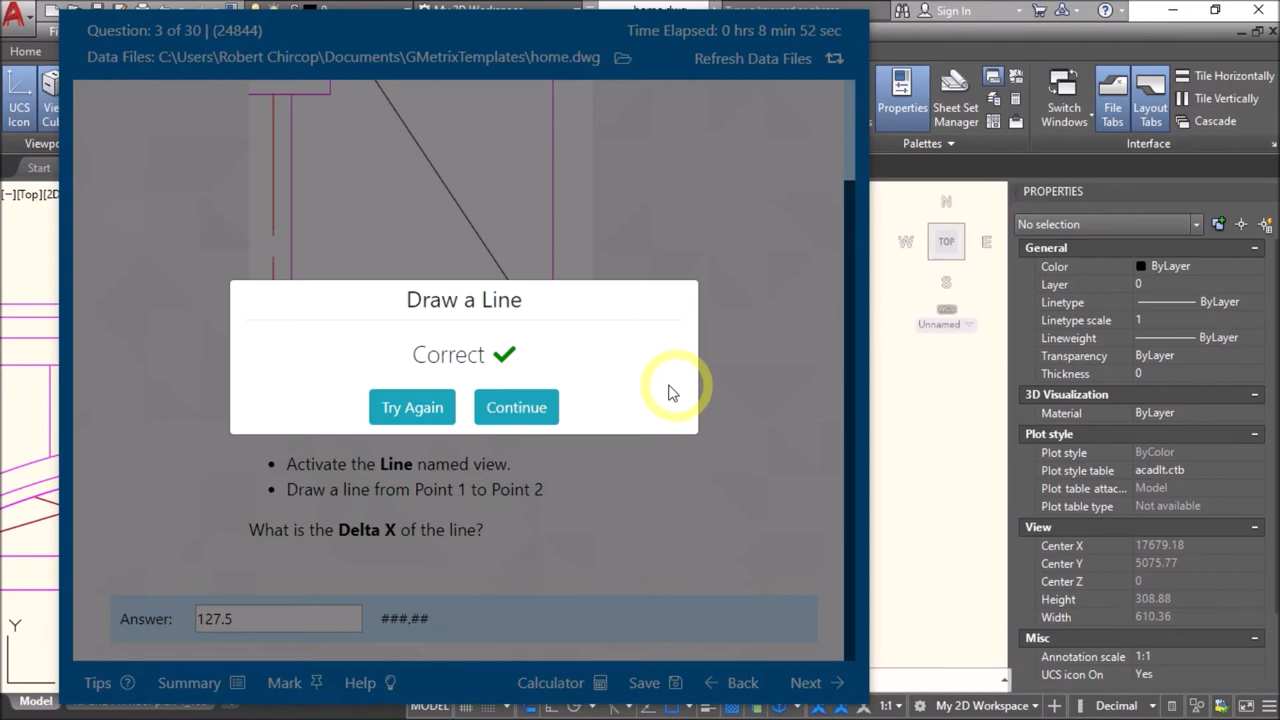 Question: 3 of 30 | (24844)
Time Elapsed: 0 hrs 8 min 52 sec
Data Files: C:\Users\Robert Chircop\Documents\GMetrixTemplates\home.dwg
Refresh Data Files
Sign In
Home
UCS
Icon
Properties
Sheet Set
Manager
Switch
Windows
File
Tabs
Layout
Tabs
Tile Horizontally
Tile Vertically
Cascade
Palettes
Interface
Start
[−][Top]
N
W
TOP
E
S
Unnamed
Y
Draw a Line
Correct
Try Again
Continue
• Activate the Line named view.
• Draw a line from Point 1 to Point 2
What is the Delta X of the line?
Answer: 127.5 ###.##
Tips
Summary
Mark
Help
Calculator
Save
Back
Next
PROPERTIES
No selection
General
Color ByLayer
Layer 0
Linetype ByLayer
Linetype scale 1
Lineweight ByLayer
Transparency ByLayer
Thickness 0
3D Visualization
Material ByLayer
Plot style
Plot style ByColor
Plot style table acadlt.ctb
Plot table attac... Model
Plot table type Not available
View
Center X 17679.18
Center Y 5075.77
Center Z 0
Height 308.88
Width 610.36
Misc
Annotation scale 1:1
UCS icon On Yes
Model
MODEL
1:1
My 2D Workspace
Decimal